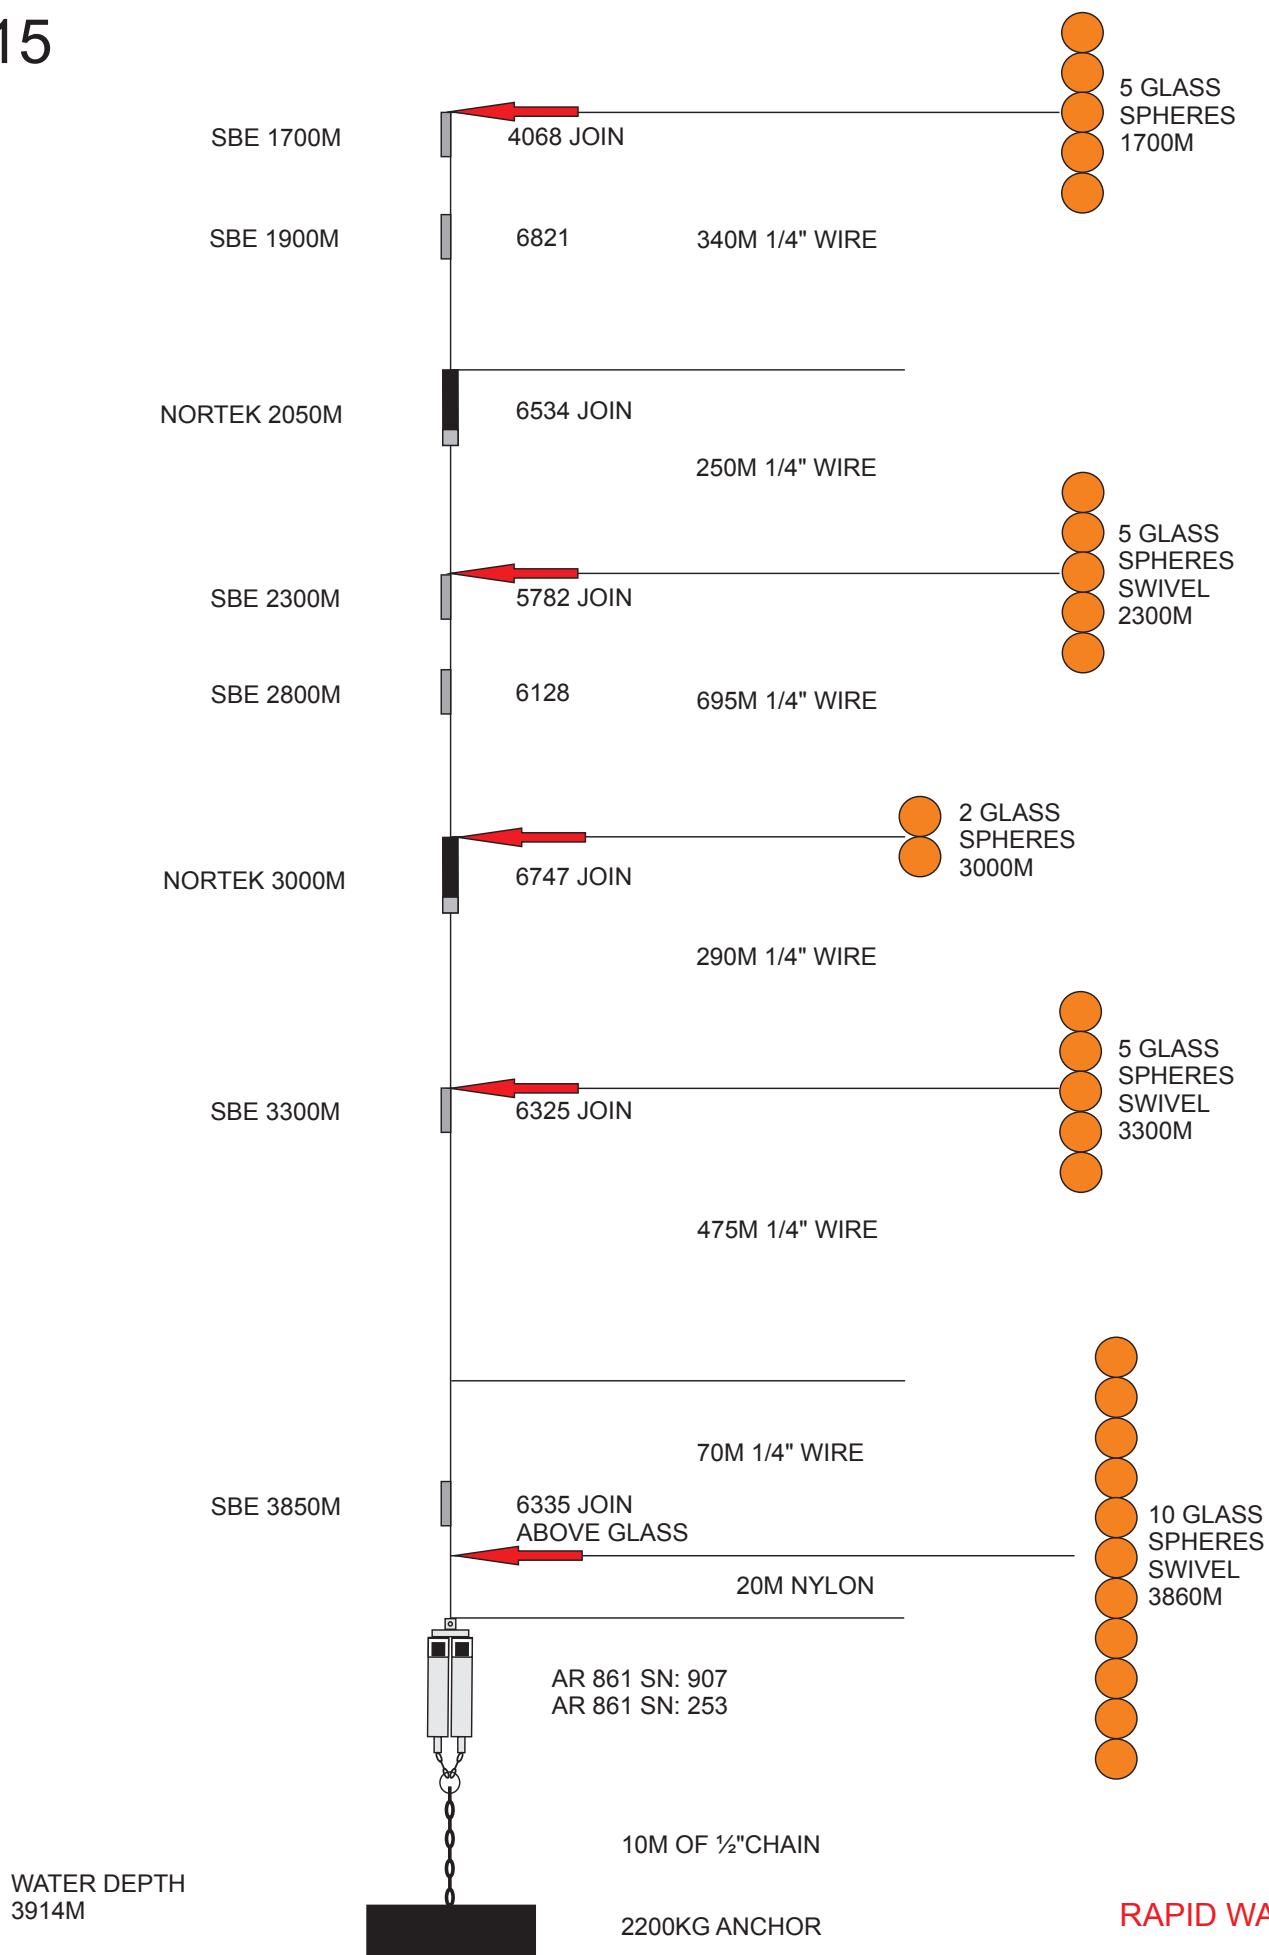 15
5 GLASS
SPHERES
1700M
SBE 1700M
4068 JOIN
SBE 1900M
6821
340M 1/4" WIRE
NORTEK 2050M
6534 JOIN
250M 1/4" WIRE
5 GLASS
SPHERES
SWIVEL
2300M
SBE 2300M
5782 JOIN
SBE 2800M
6128
695M 1/4" WIRE
2 GLASS
SPHERES
3000M
NORTEK 3000M
6747 JOIN
290M 1/4" WIRE
5 GLASS
SPHERES
SWIVEL
3300M
SBE 3300M
6325 JOIN
475M 1/4" WIRE
70M 1/4" WIRE
SBE 3850M
6335 JOIN
ABOVE GLASS
10 GLASS
SPHERES
SWIVEL
3860M
20M NYLON
AR 861 SN: 907
AR 861 SN: 253
10M OF ½"CHAIN
WATER DEPTH
3914M
2200KG ANCHOR
RAPID WA